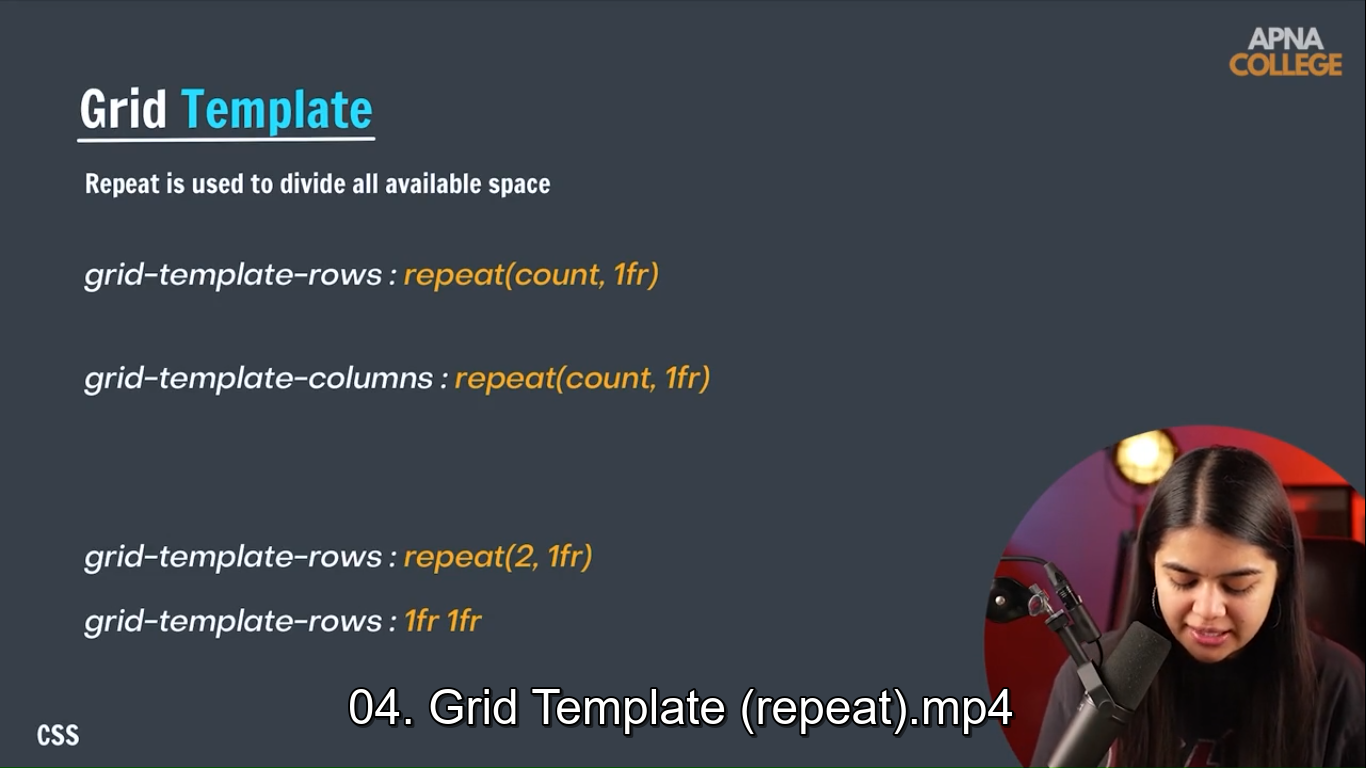 APNA
COLLEGE
Grid Template
Repeat is used to divide all available space
grid-template-rows : repeat(count, 1fr)
grid-template-columns : repeat(count, 1fr)
grid-template-rows : repeat(2, 1fr)
grid-template-rows : 1fr 1fr
04. Grid Template (repeat).mp4
CSS